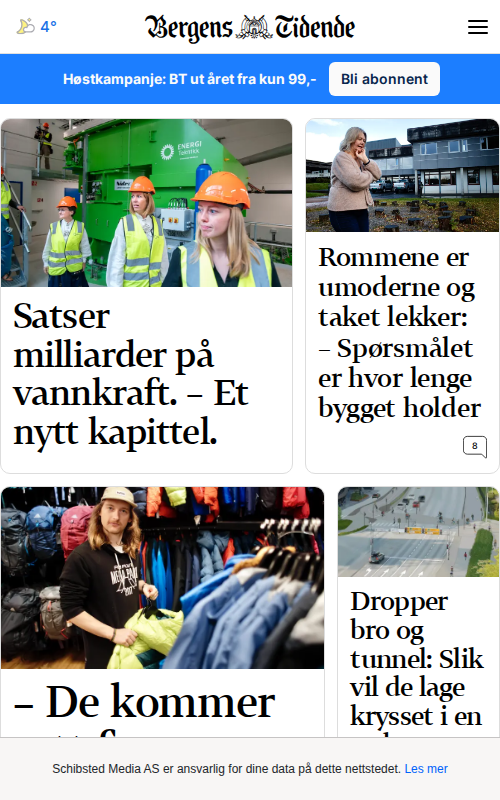 4°
Bergens Tidende
Høstkampanje: BT ut året fra kun 99,-
Bli abonnent
ENERGI
Teknikk
Satser
milliarder på
vannkraft. – Et
nytt kapittel.
Rommene er
umoderne og
taket lekker:
– Spørsmålet
er hvor lenge
bygget holder
8
– De kommer
Dropper
bro og
tunnel: Slik
vil de lage
krysset i en
Schibsted Media AS er ansvarlig for dine data på dette nettstedet. Les mer